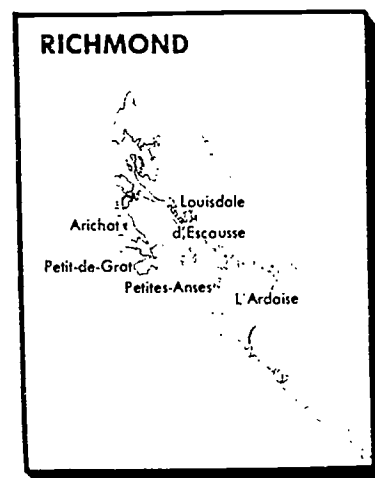 RICHMOND
Louisdale
Arichat
d'Escousse
Petit-de-Grat
Petites-Anses
L'Ardoise